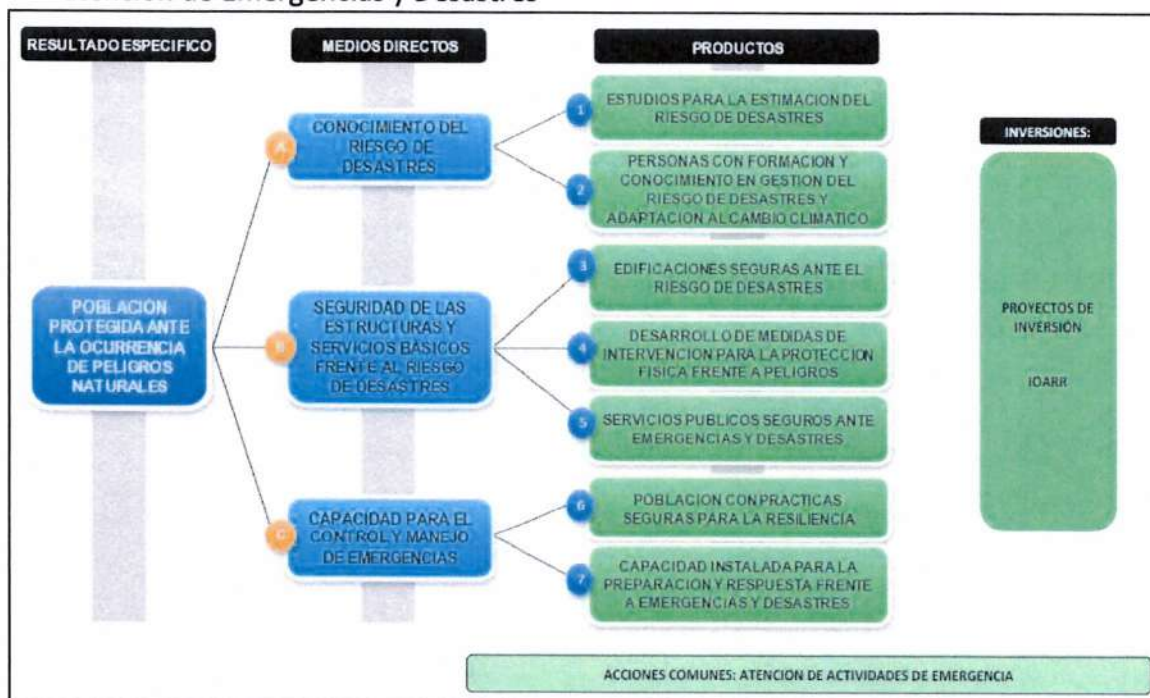 Atención de Emergencias y Desastres
RESULTADO ESPECIFICO
MEDIOS DIRECTOS
PRODUCTOS
INVERSIONES:
POBLACION
PROTEGIDA ANTE
LA OCURRENCIA
DE PELIGROS
NATURALES
A
CONOCIMIENTO DEL
RIESGO DE
DESASTRES
B
SEGURIDAD DE LAS
ESTRUCTURAS Y
SERVICIOS BÁSICOS
FRENTE AL RIESGO
DE DESASTRES
C
CAPACIDAD PARA EL
CONTROL Y MANEJO
DE EMERGENCIAS
1
ESTUDIOS PARA LA ESTIMACION DEL
RIESGO DE DESASTRES
2
PERSONAS CON FORMACION Y
CONOCIMIENTO EN GESTION DEL
RIESGO DE DESASTRES Y
ADAPTACION AL CAMBIO CLIMATICO
3
EDIFICACIONES SEGURAS ANTE EL
RIESGO DE DESASTRES
4
DESARROLLO DE MEDIDAS DE
INTERVENCION PARA LA PROTECCION
FISICA FRENTE A PELIGROS
5
SERVICIOS PUBLICOS SEGUROS ANTE
EMERGENCIAS Y DESASTRES
6
POBLACION CON PRACTICAS
SEGURAS PARA LA RESILIENCIA
7
CAPACIDAD INSTALADA PARA LA
PREPARACION Y RESPUESTA FRENTE
A EMERGENCIAS Y DESASTRES
PROYECTOS DE
INVERSIÓN
IOARR
ACCIONES COMUNES: ATENCION DE ACTIVIDADES DE EMERGENCIA